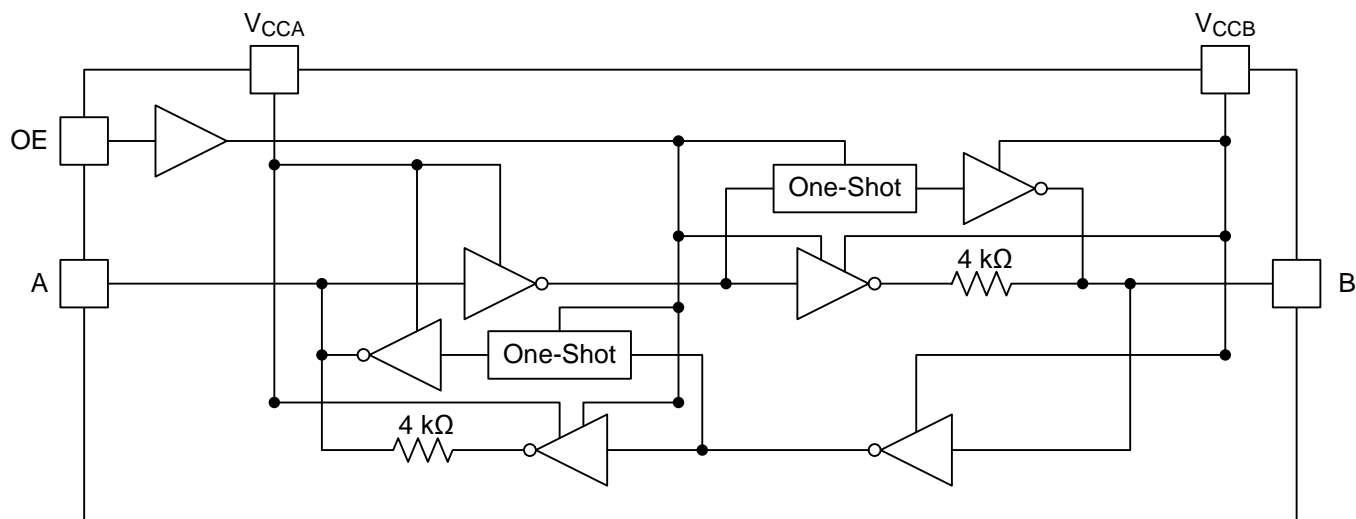 VCCA
VCCB
OE
One-Shot
A
4 kΩ
B
One-Shot
4 kΩ